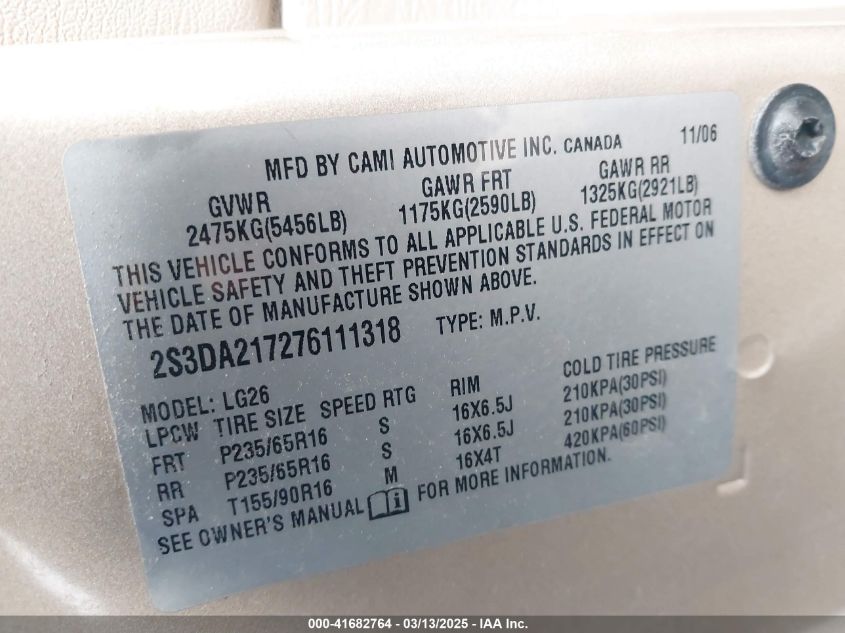 MFD BY CAMI AUTOMOTIVE INC. CANADA 11/06
GVWR GAWR FRT GAWR RR
2475KG(5456LB) 1175KG(2590LB) 1325KG(2921LB)
THIS VEHICLE CONFORMS TO ALL APPLICABLE U.S. FEDERAL MOTOR
VEHICLE SAFETY AND THEFT PREVENTION STANDARDS IN EFFECT ON
THE DATE OF MANUFACTURE SHOWN ABOVE.
2S3DA217276111318 TYPE: M.P.V.
MODEL: LG26
LPCW TIRE SIZE SPEED RTG RIM COLD TIRE PRESSURE
FRT P235/65R16 S 16X6.5J 210KPA(30PSI)
RR P235/65R16 S 16X6.5J 210KPA(30PSI)
SPA T155/90R16 M 16X4T 420KPA(60PSI)
SEE OWNER'S MANUAL i FOR MORE INFORMATION.
000-41682764 - 03/13/2025 - IAA Inc.